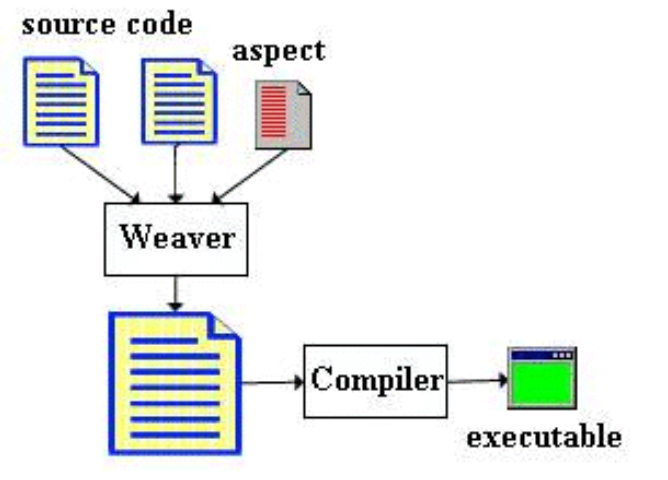 source code
aspect
Weaver
Compiler
executable